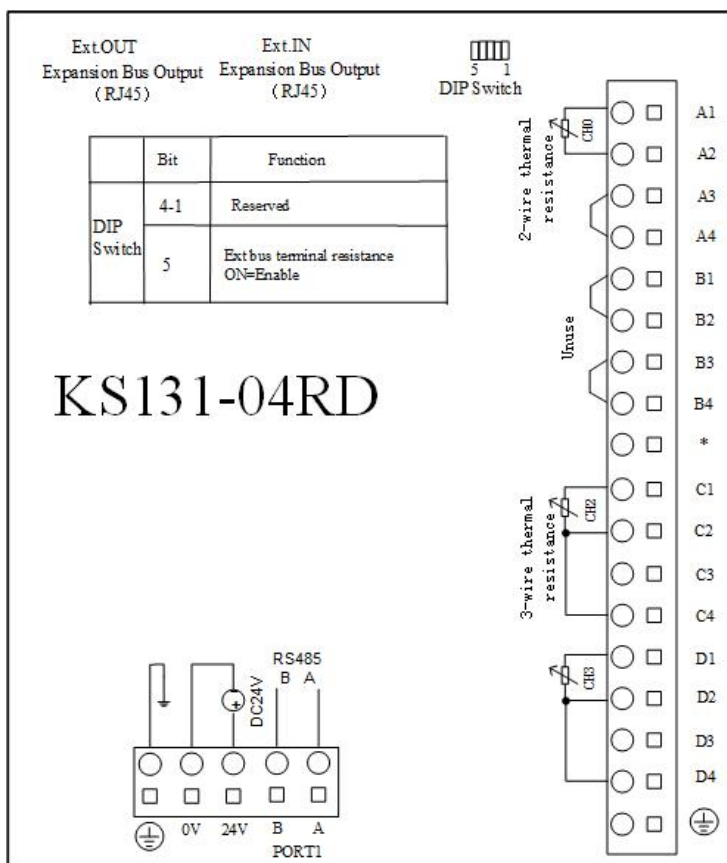 Ext.OUT
Expansion Bus Output
(RJ45)
Ext.IN
Expansion Bus Output
(RJ45)
5 1
DIP Switch
Bit Function
DIP Switch
4-1 Reserved
5 Ext bus terminal resistance
ON=Enable
KS131-04RD
2-wire thermal
resistance
CH0
Unuse
3-wire thermal
resistance
CH2
CH3
A1
A2
A3
A4
B1
B2
B3
B4
*
C1
C2
C3
C4
D1
D2
D3
D4
RS485
B A
DC24V
0V 24V B A
PORT1